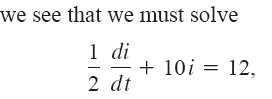 we see that we must solve
1/2 di/dt + 10i = 12,